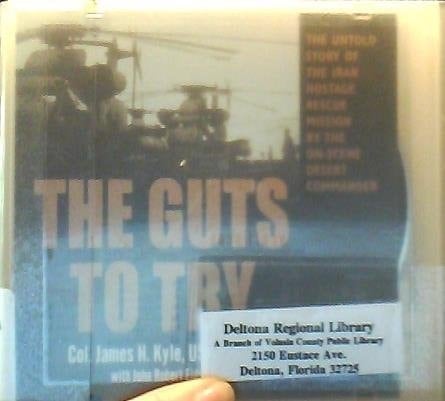 THE UNTOLD
STORY OF
THE IRAN
HOSTAGE
RESCUE
MISSION
BY THE
ON-SCENE
DESERT
COMMANDER
THE GUTS
TO TRY
Col. James H. Kyle,
with John Robert
Deltona Regional Library
A Branch of Volusia County Public Library
2150 Eustace Ave.
Deltona, Florida 32725